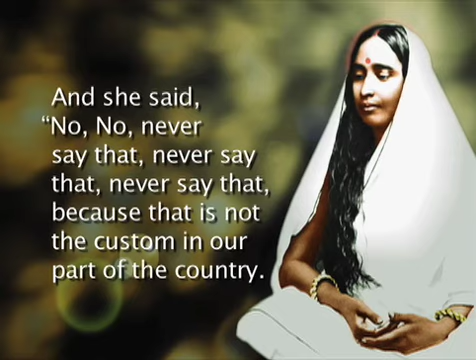 And she said,
“No, No, never
say that, never say
that, never say that,
because that is not
the custom in our
part of the country.